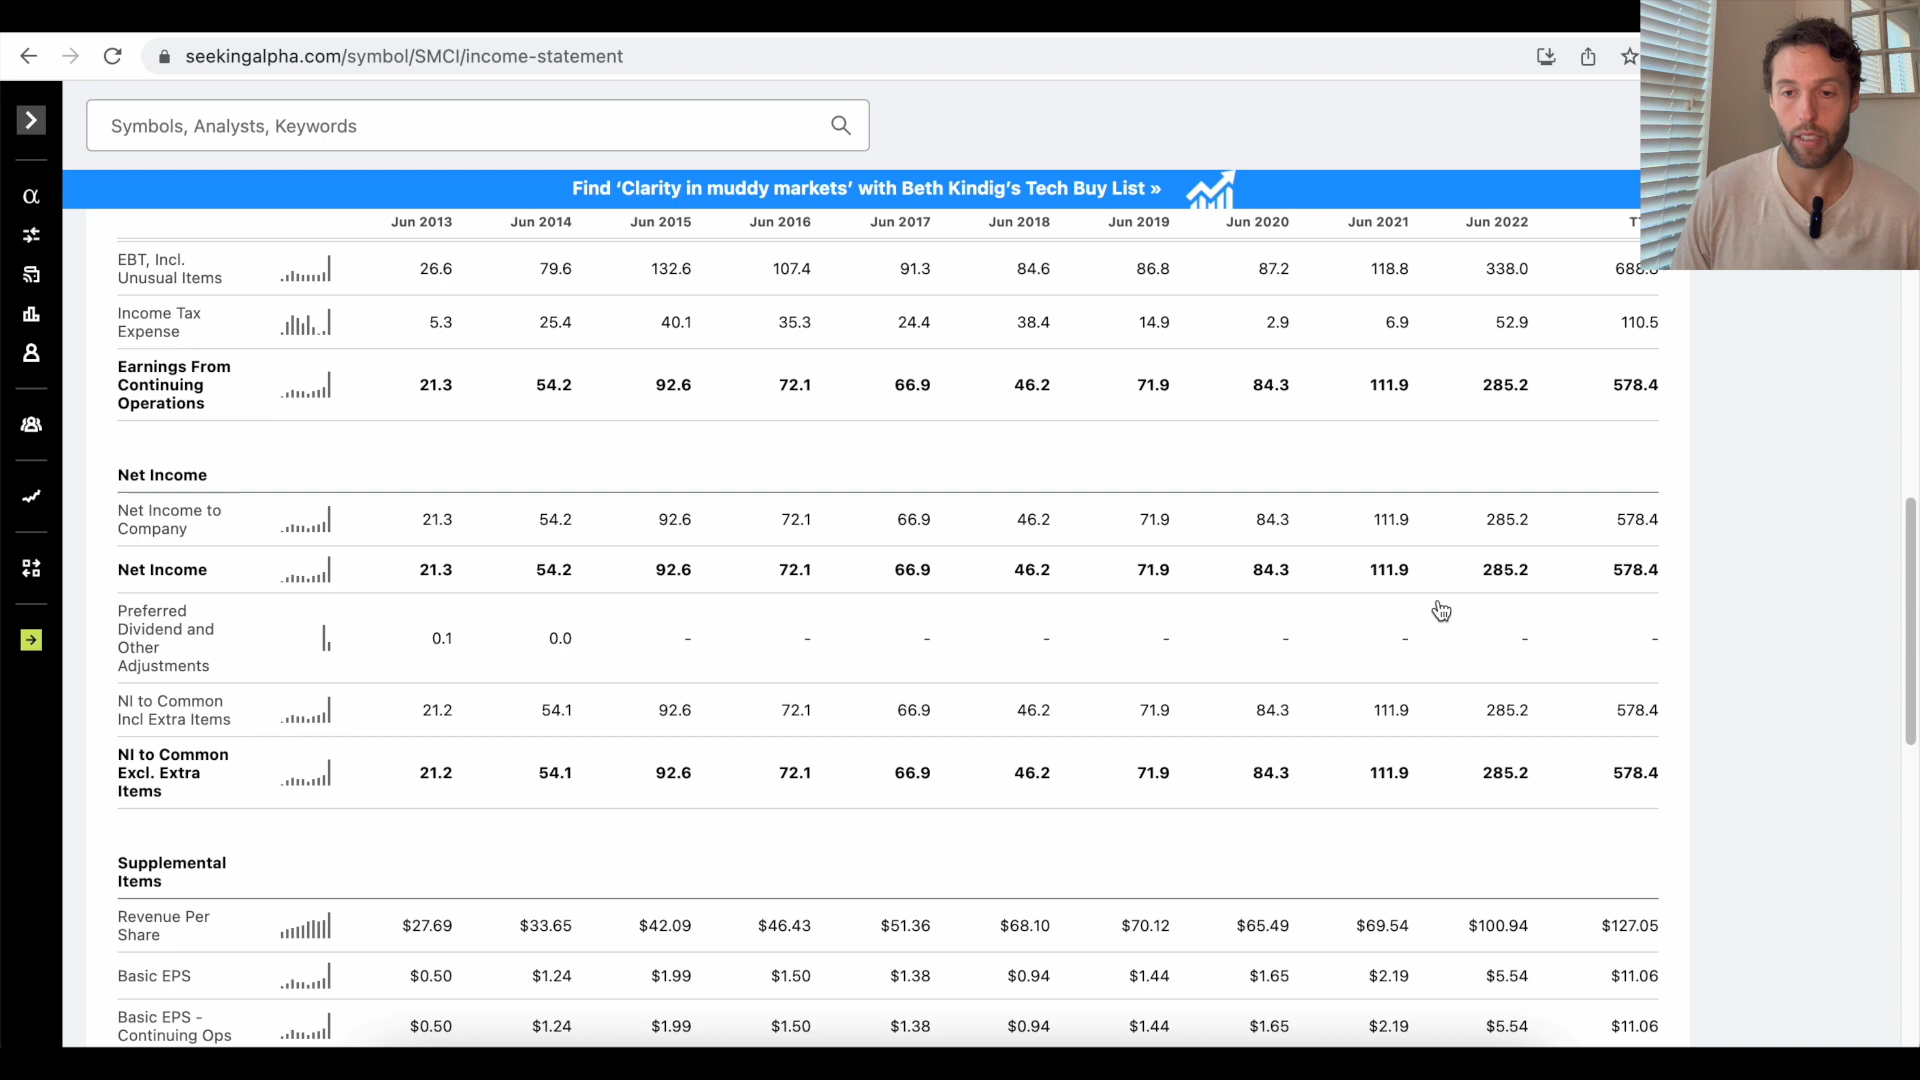 seekingalpha.com/symbol/SMCI/income-statement
Symbols, Analysts, Keywords
Find ‘Clarity in muddy markets’ with Beth Kindig’s Tech Buy List »
Jun 2013 Jun 2014 Jun 2015 Jun 2016 Jun 2017 Jun 2018 Jun 2019 Jun 2020 Jun 2021 Jun 2022
EBT, Incl.
Unusual Items 26.6 79.6 132.6 107.4 91.3 84.6 86.8 87.2 118.8 338.0
Income Tax
Expense 5.3 25.4 40.1 35.3 24.4 38.4 14.9 2.9 6.9 52.9 110.5
Earnings From
Continuing
Operations 21.3 54.2 92.6 72.1 66.9 46.2 71.9 84.3 111.9 285.2 578.4
Net Income
Net Income to
Company 21.3 54.2 92.6 72.1 66.9 46.2 71.9 84.3 111.9 285.2 578.4
Net Income 21.3 54.2 92.6 72.1 66.9 46.2 71.9 84.3 111.9 285.2 578.4
Preferred
Dividend and
Other
Adjustments 0.1 0.0 - - - - - - - - -
NI to Common
Incl Extra Items 21.2 54.1 92.6 72.1 66.9 46.2 71.9 84.3 111.9 285.2 578.4
NI to Common
Excl. Extra
Items 21.2 54.1 92.6 72.1 66.9 46.2 71.9 84.3 111.9 285.2 578.4
Supplemental
Items
Revenue Per
Share $27.69 $33.65 $42.09 $46.43 $51.36 $68.10 $70.12 $65.49 $69.54 $100.94 $127.05
Basic EPS $0.50 $1.24 $1.99 $1.50 $1.38 $0.94 $1.44 $1.65 $2.19 $5.54 $11.06
Basic EPS -
Continuing Ops $0.50 $1.24 $1.99 $1.50 $1.38 $0.94 $1.44 $1.65 $2.19 $5.54 $11.06